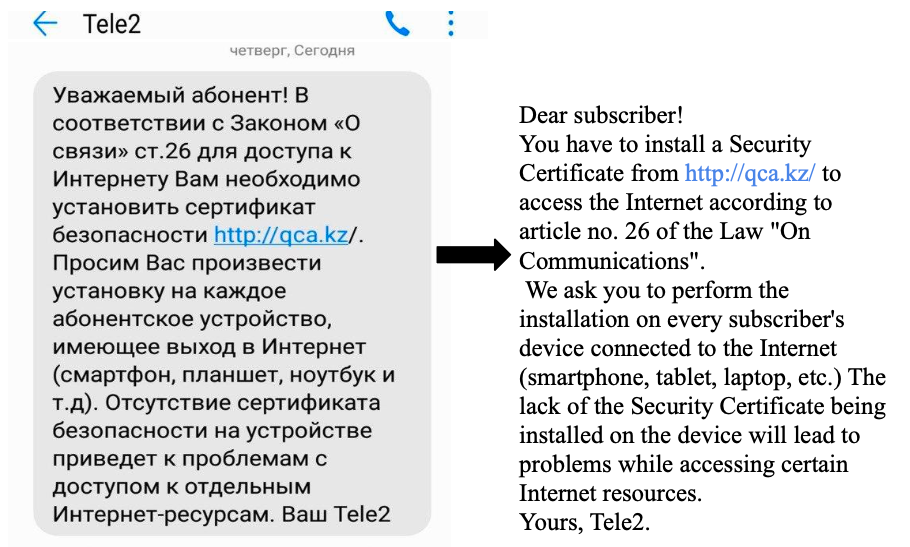 Tele2
четверг, Сегодня
Уважаемый абонент! В
соответствии с Законом «О
связи» ст.26 для доступа к
Интернету Вам необходимо
установить сертификат
безопасности http://qca.kz/.
Просим Вас произвести
установку на каждое
абонентское устройство,
имеющее выход в Интернет
(смартфон, планшет, ноутбук и
т.д). Отсутствие сертификата
безопасности на устройстве
приведет к проблемам с
доступом к отдельным
Интернет-ресурсам. Ваш Tele2
Dear subscriber!
You have to install a Security
Certificate from http://qca.kz/ to
access the Internet according to
article no. 26 of the Law "On
Communications".
We ask you to perform the
installation on every subscriber's
device connected to the Internet
(smartphone, tablet, laptop, etc.) The
lack of the Security Certificate being
installed on the device will lead to
problems while accessing certain
Internet resources.
Yours, Tele2.